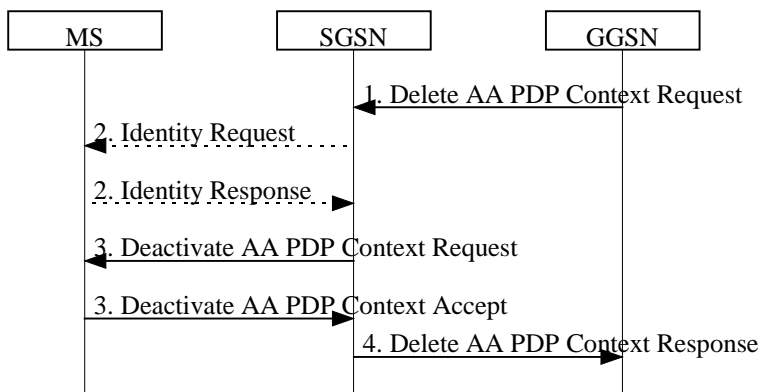 MS SGSN GGSN
1. Delete AA PDP Context Request
2. Identity Request
2. Identity Response
3. Deactivate AA PDP Context Request
3. Deactivate AA PDP Context Accept
4. Delete AA PDP Context Response